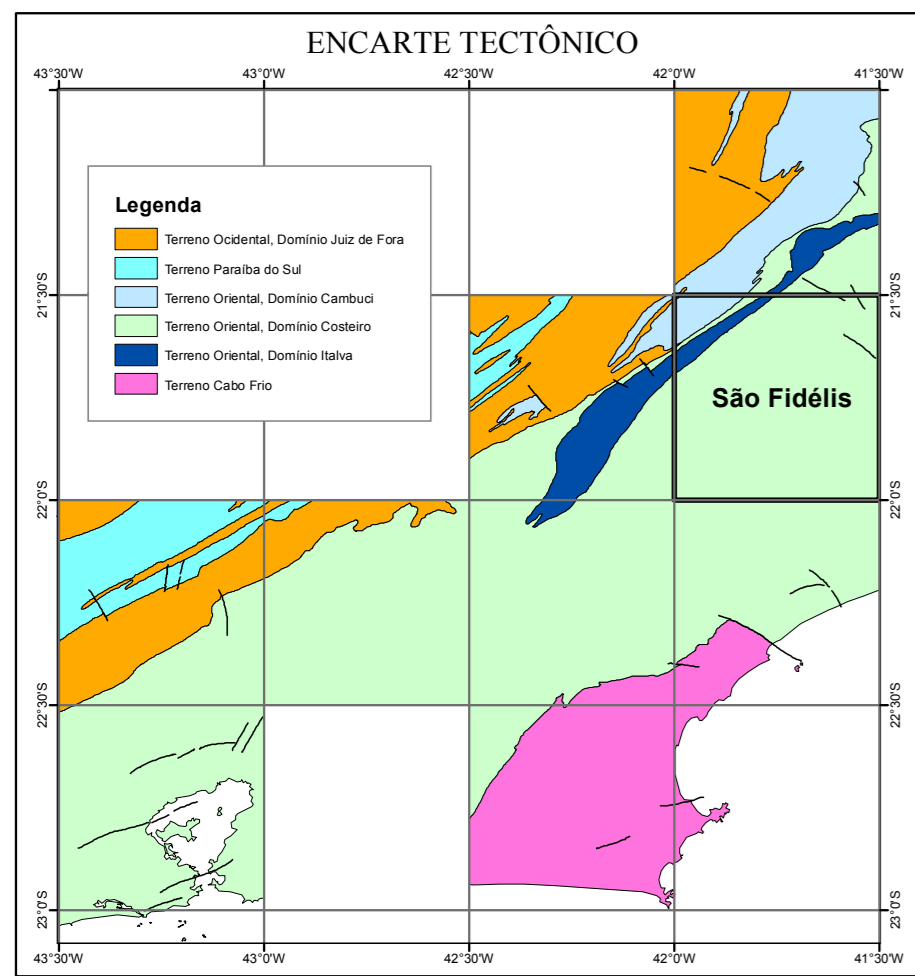 ENCARTE TECTÔNICO
43°30'W 43°0'W 42°30'W 42°0'W 41°30'W
Legenda
Terreno Ocidental, Domínio Juiz de Fora
Terreno Paraíba do Sul
Terreno Oriental, Domínio Cambuci
Terreno Oriental, Domínio Costeiro
Terreno Oriental, Domínio Italva
Terreno Cabo Frio
21°30'S 21°30'S
São Fidélis
22°0'S 22°0'S
22°30'S 22°30'S
23°0'S 23°0'S
43°30'W 43°0'W 42°30'W 42°0'W 41°30'W